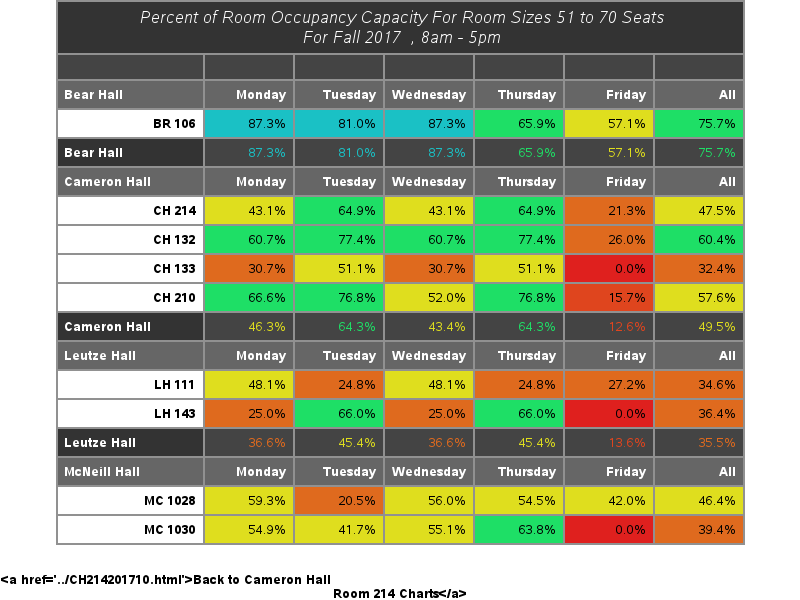 Percent of Room Occupancy Capacity For Room Sizes 51 to 70 Seats
For Fall 2017 , 8am - 5pm
Bear Hall Monday Tuesday Wednesday Thursday Friday All
BR 106 87.3% 81.0% 87.3% 65.9% 57.1% 75.7%
Bear Hall 87.3% 81.0% 87.3% 65.9% 57.1% 75.7%
Cameron Hall Monday Tuesday Wednesday Thursday Friday All
CH 214 43.1% 64.9% 43.1% 64.9% 21.3% 47.5%
CH 132 60.7% 77.4% 60.7% 77.4% 26.0% 60.4%
CH 133 30.7% 51.1% 30.7% 51.1% 0.0% 32.4%
CH 210 66.6% 76.8% 52.0% 76.8% 15.7% 57.6%
Cameron Hall 46.3% 64.3% 43.4% 64.3% 12.6% 49.5%
Leutze Hall Monday Tuesday Wednesday Thursday Friday All
LH 111 48.1% 24.8% 48.1% 24.8% 27.2% 34.6%
LH 143 25.0% 66.0% 25.0% 66.0% 0.0% 36.4%
Leutze Hall 36.6% 45.4% 36.6% 45.4% 13.6% 35.5%
McNeill Hall Monday Tuesday Wednesday Thursday Friday All
MC 1028 59.3% 20.5% 56.0% 54.5% 42.0% 46.4%
MC 1030 54.9% 41.7% 55.1% 63.8% 0.0% 39.4%
&lt;a href='../CH214201710.html'&gt;Back to Cameron Hall
Room 214 Charts&lt;/a&gt;